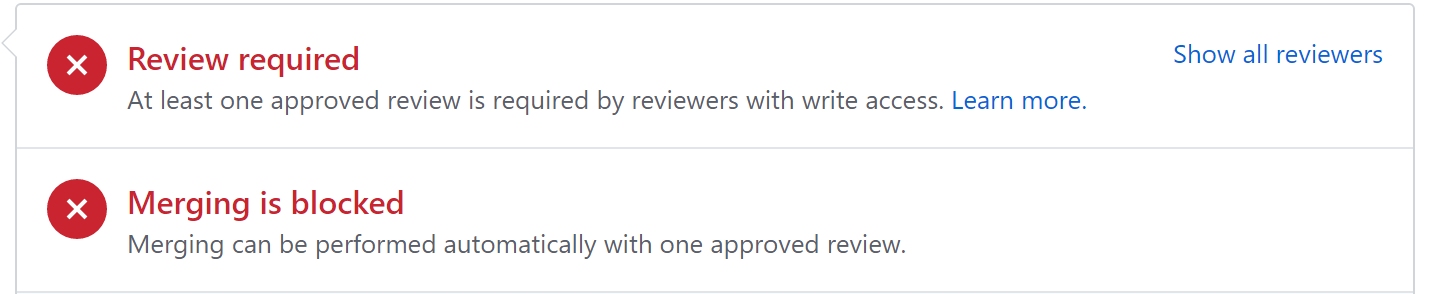 Review required
Show all reviewers
At least one approved review is required by reviewers with write access. Learn more.
Merging is blocked
Merging can be performed automatically with one approved review.